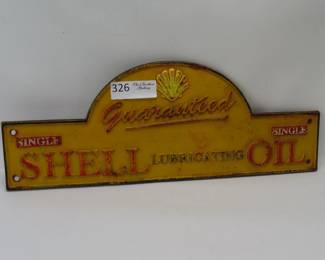 326
Guaranteed
SINGLE SINGLE
SHELL LUBRICATING OIL